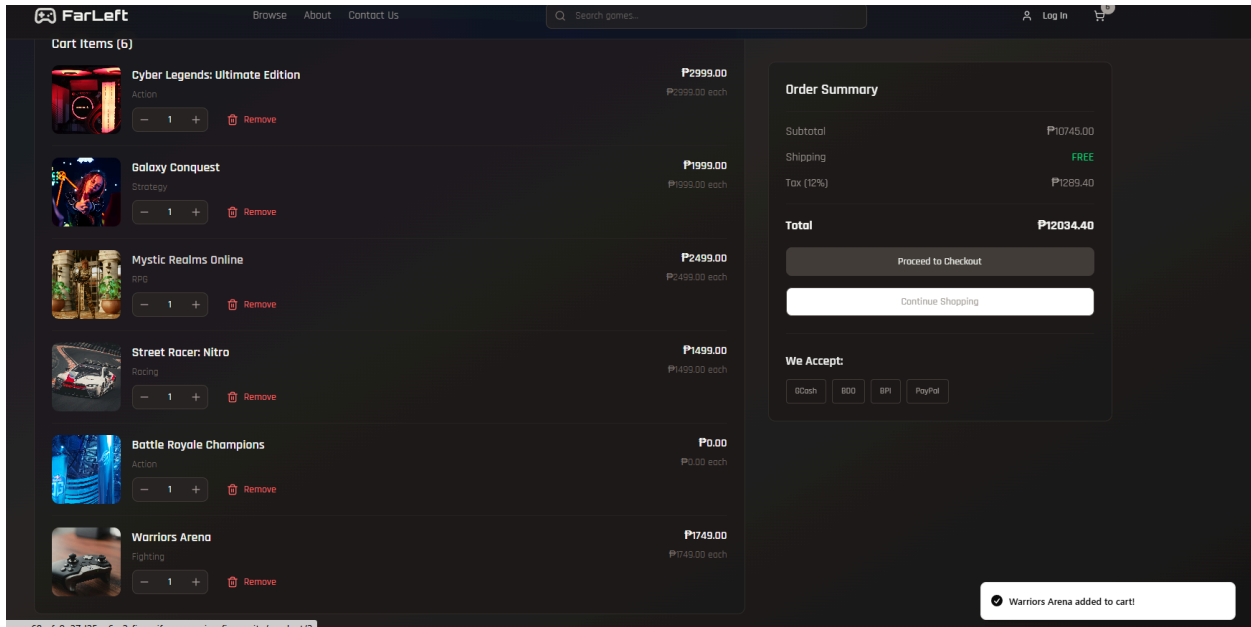 FarLeft
Browse About Contact Us
Search games...
Log In
6
Cart Items (6)
Cyber Legends: Ultimate Edition
₱2999.00
Action
₱2999.00 each
1
Remove
Galaxy Conquest
₱1999.00
Strategy
₱1999.00 each
1
Remove
Mystic Realms Online
₱2499.00
RPG
₱2499.00 each
1
Remove
Street Racer: Nitro
₱1499.00
Racing
₱1499.00 each
1
Remove
Battle Royale Champions
₱0.00
Action
₱0.00 each
1
Remove
Warriors Arena
₱1749.00
Fighting
₱1749.00 each
1
Remove
Order Summary
Subtotal ₱10745.00
Shipping FREE
Tax (12%) ₱1289.40
Total ₱12034.40
Proceed to Checkout
Continue Shopping
We Accept:
GCash BDO BPI PayPal
Warriors Arena added to cart!